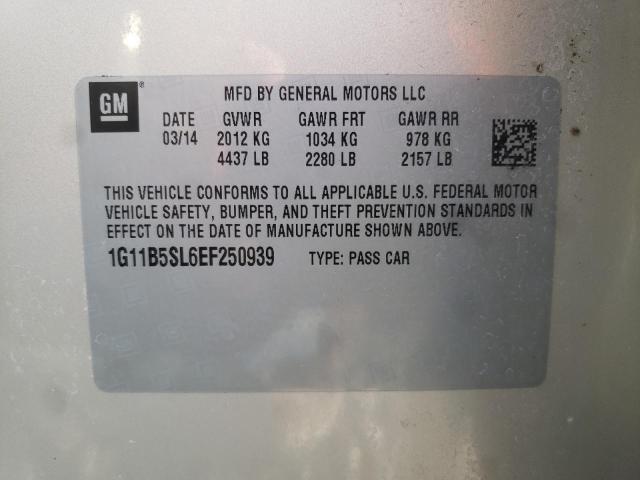 GM ®
MFD BY GENERAL MOTORS LLC
DATE GVWR GAWR FRT GAWR RR
03/14 2012 KG 1034 KG 978 KG
4437 LB 2280 LB 2157 LB
THIS VEHICLE CONFORMS TO ALL APPLICABLE U.S. FEDERAL MOTOR
VEHICLE SAFETY, BUMPER, AND THEFT PREVENTION STANDARDS IN
EFFECT ON THE DATE OF MANUFACTURE SHOWN ABOVE.
1G11B5SL6EF250939 TYPE: PASS CAR